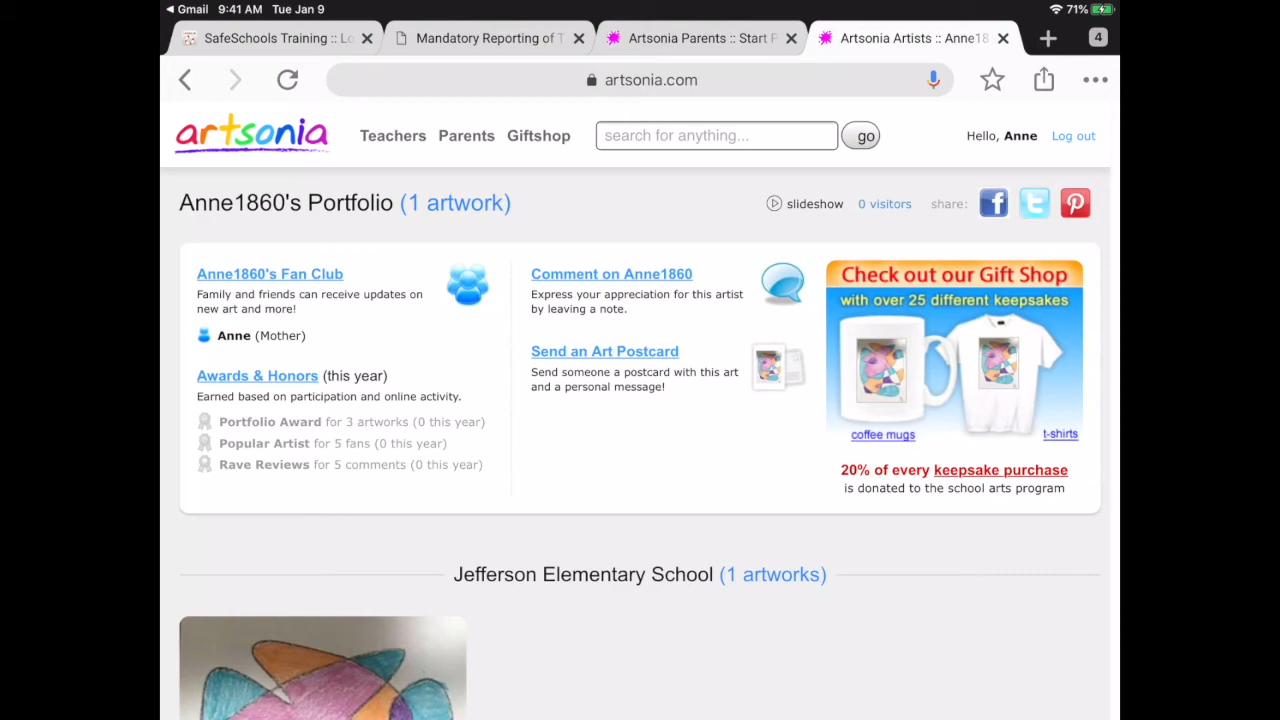 Gmail 9:41 AM Tue Jan 9 71%
SafeSchools Training :: Lo
Mandatory Reporting of T
Artsonia Parents :: Start P
Artsonia Artists :: Anne18
4
artsonia.com
artsonia
Teachers Parents Giftshop
search for anything...
go
Hello, Anne Log out
Anne1860's Portfolio (1 artwork)
slideshow 0 visitors share:
Anne1860's Fan Club
Family and friends can receive updates on
new art and more!
Anne (Mother)
Awards & Honors (this year)
Earned based on participation and online activity.
Portfolio Award for 3 artworks (0 this year)
Popular Artist for 5 fans (0 this year)
Rave Reviews for 5 comments (0 this year)
Comment on Anne1860
Express your appreciation for this artist
by leaving a note.
Send an Art Postcard
Send someone a postcard with this art
and a personal message!
Check out our Gift Shop
with over 25 different keepsakes
coffee mugs
t-shirts
20% of every keepsake purchase
is donated to the school arts program
Jefferson Elementary School (1 artworks)